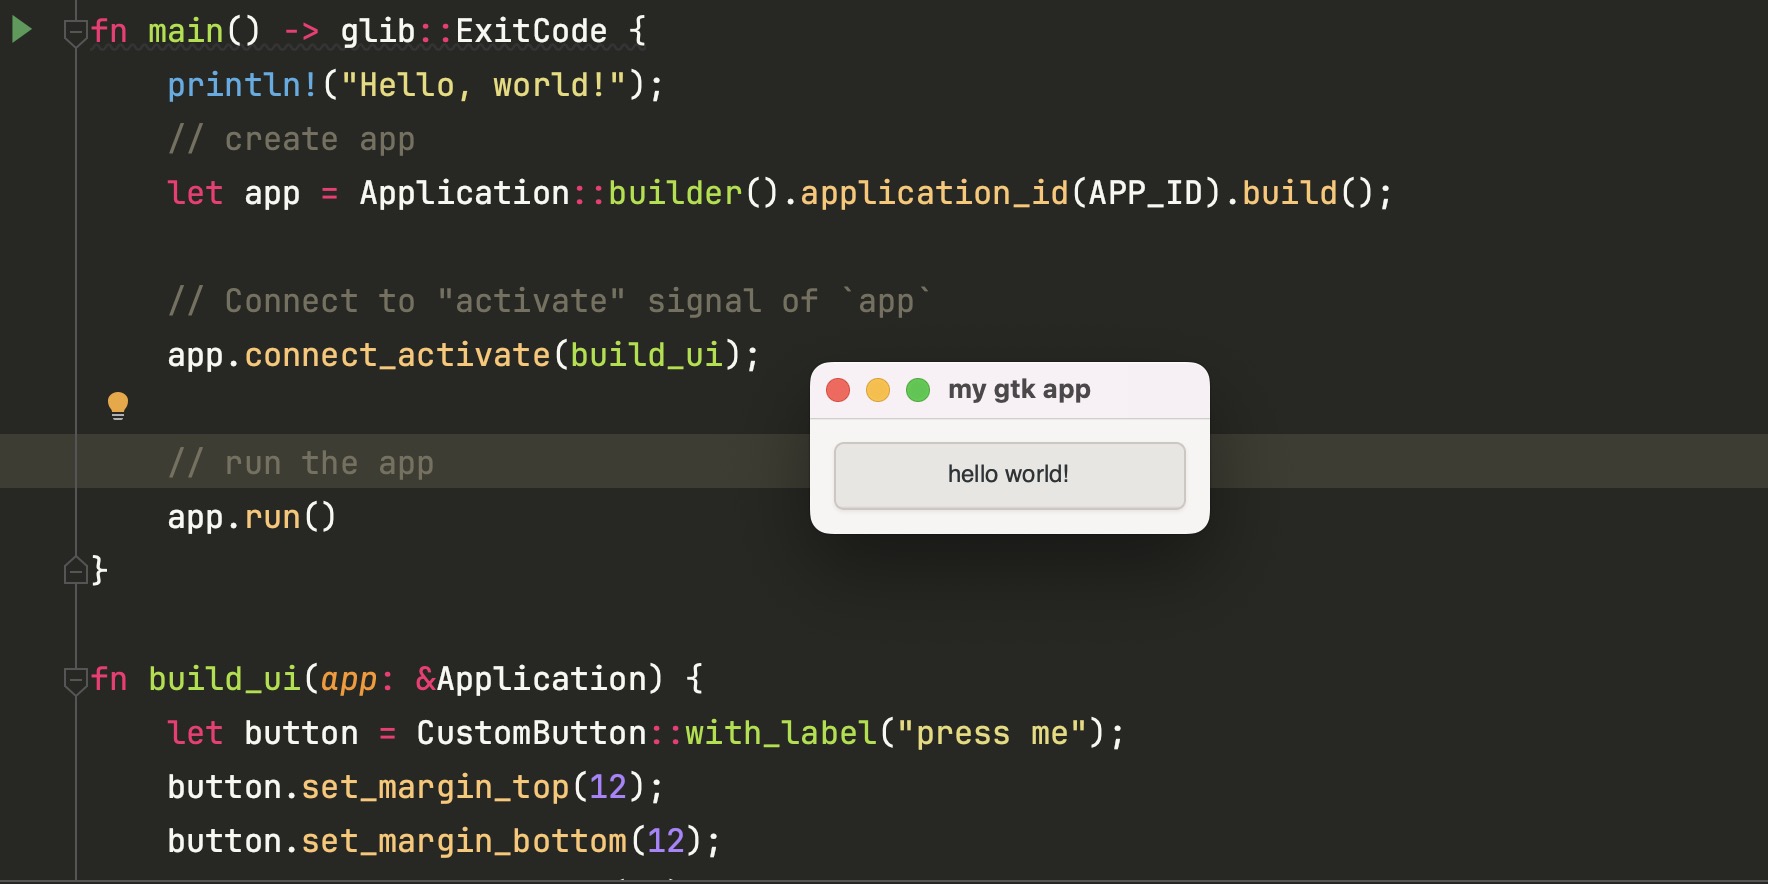 fn main() -> glib::ExitCode {
println!("Hello, world!");
// create app
let app = Application::builder().application_id(APP_ID).build();
// Connect to "activate" signal of `app`
app.connect_activate(build_ui);
my gtk app
hello world!
// run the app
app.run()
}
fn build_ui(app: &Application) {
let button = CustomButton::with_label("press me");
button.set_margin_top(12);
button.set_margin_bottom(12);